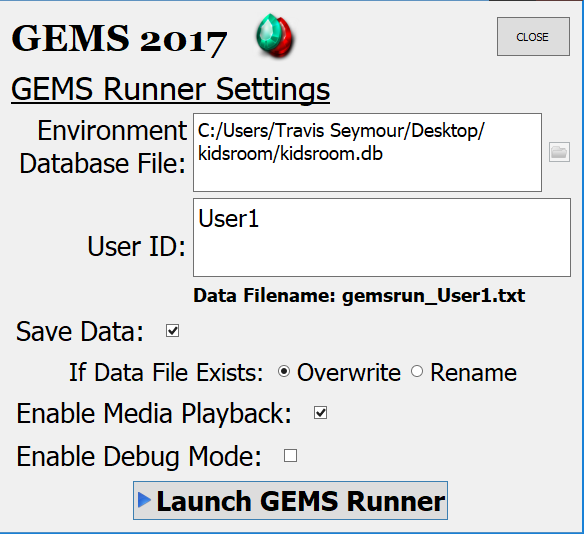 GEMS 2017
CLOSE
GEMS Runner Settings
Environment
Database File:
C:/Users/Travis Seymour/Desktop/
kidsroom/kidsroom.db
User ID:
User1
Data Filename: gemsrun_User1.txt
Save Data:
If Data File Exists: Overwrite Rename
Enable Media Playback:
Enable Debug Mode:
Launch GEMS Runner